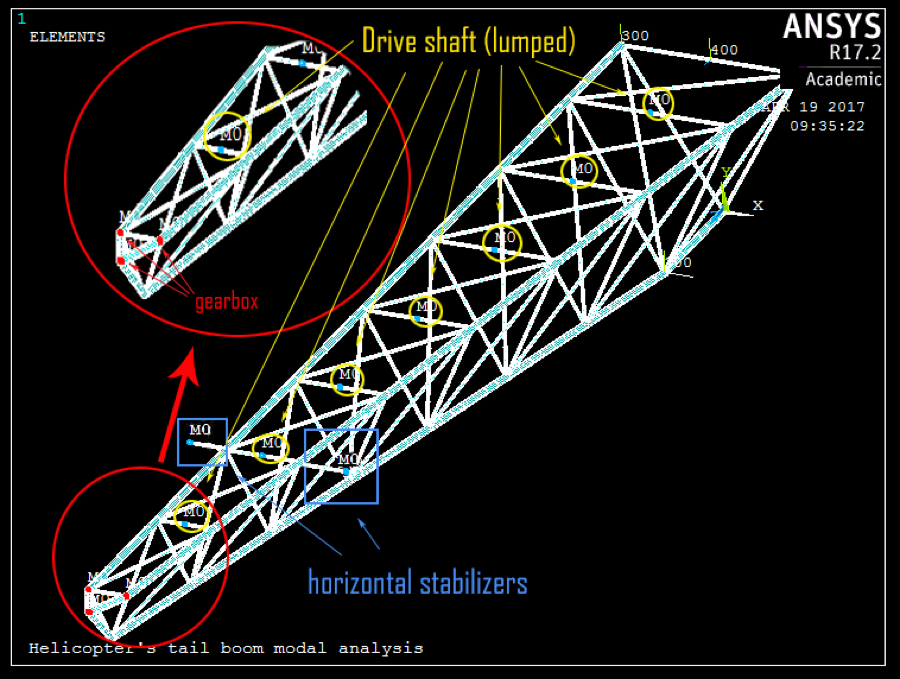 1
ELEMENTS
ANSYS
R17.2
Academic
APR 19 2017
09:35:22
Drive shaft (lumped)
300
400
MO
MO
MO
MO
MO
MO
MO
MO
MO
MO
Y
X
gearbox
horizontal stabilizers
Helicopter's tail boom modal analysis